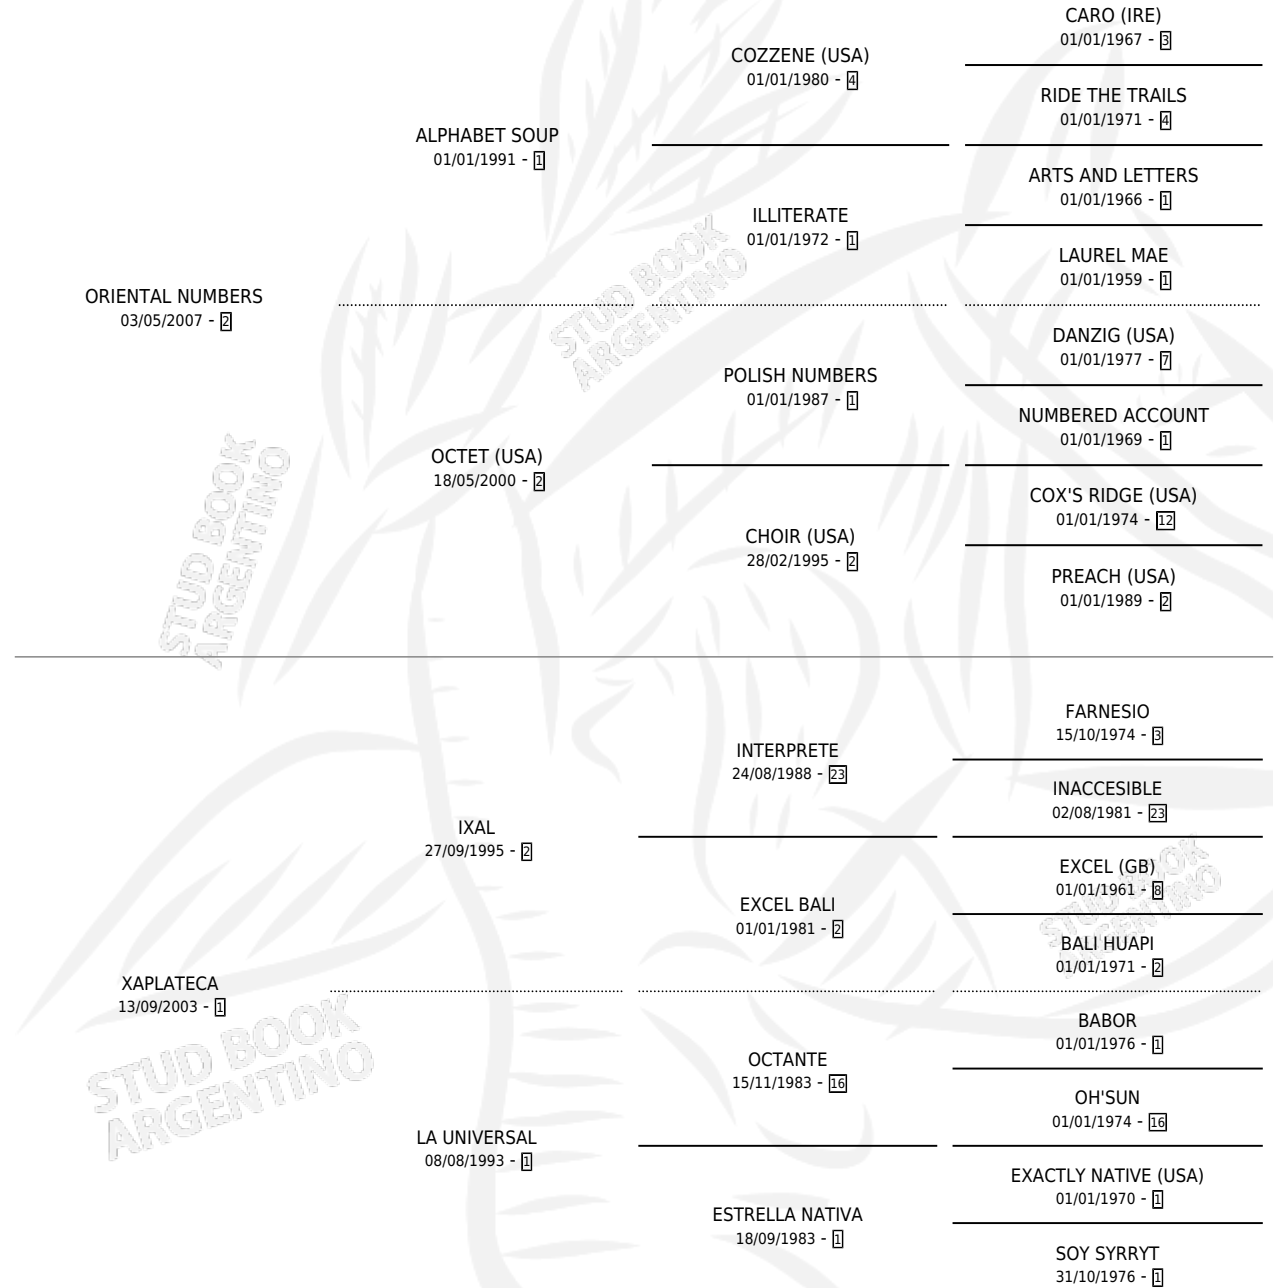 CARO (IRE)
01/01/1967 - 3
COZZENE (USA)
01/01/1980 - 4
RIDE THE TRAILS
01/01/1971 - 4
ALPHABET SOUP
01/01/1991 - 1
ARTS AND LETTERS
01/01/1966 - 1
ILLITERATE
01/01/1972 - 1
LAUREL MAE
01/01/1959 - 1
ORIENTAL NUMBERS
03/05/2007 - 2
DANZIG (USA)
01/01/1977 - 7
POLISH NUMBERS
01/01/1987 - 1
NUMBERED ACCOUNT
01/01/1969 - 1
OCTET (USA)
18/05/2000 - 2
COX'S RIDGE (USA)
01/01/1974 - 12
CHOIR (USA)
28/02/1995 - 2
PREACH (USA)
01/01/1989 - 2
STUD BOOK
ARGENTINO
STUD BOOK
ARGENTINO
FARNESIO
15/10/1974 - 3
INTERPRETE
24/08/1988 - 23
INACCESIBLE
02/08/1981 - 23
IXAL
27/09/1995 - 2
EXCEL (GB)
01/01/1961 - 8
EXCEL BALI
01/01/1981 - 2
BALI HUAPI
01/01/1971 - 2
XAPLATECA
13/09/2003 - 1
BABOR
01/01/1976 - 1
OCTANTE
15/11/1983 - 16
OH'SUN
01/01/1974 - 16
LA UNIVERSAL
08/08/1993 - 1
EXACTLY NATIVE (USA)
01/01/1970 - 1
ESTRELLA NATIVA
18/09/1983 - 1
SOY SYRRYT
31/10/1976 - 1
STUD BOOK
ARGENTINO
STUD BOOK
ARGENTINO